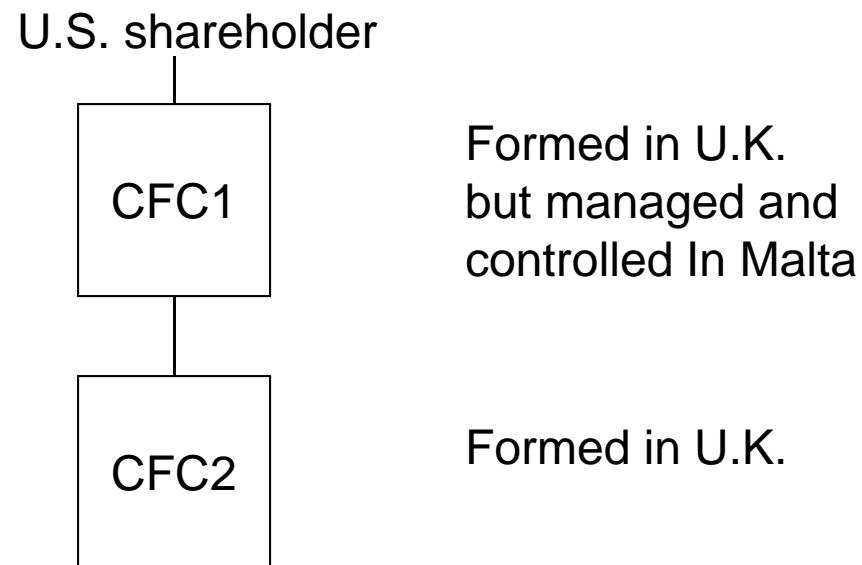 U.S. shareholder
CFC1
Formed in U.K.
but managed and
controlled In Malta
CFC2
Formed in U.K.